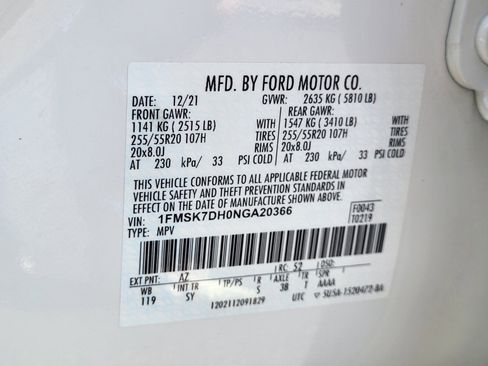 MFD. BY FORD MOTOR CO.
DATE: 12/21 GVWR: 2635 KG ( 5810 LB)
FRONT GAWR: REAR GAWR:
1141 KG ( 2515 LB) WITH 1547 KG ( 3410 LB) WITH
255/55R20 107H TIRES 255/55R20 107H TIRES
20x8.0J RIMS 20x8.0J RIMS
AT 230 kPa/ 33 PSI COLD AT 230 kPa/ 33 PSI COLD
THIS VEHICLE CONFORMS TO ALL APPLICABLE FEDERAL MOTOR
VEHICLE SAFETY AND THEFT PREVENTION STANDARDS IN
EFFECT ON THE DATE OF MANUFACTURE SHOWN ABOVE.
VIN: 1FMSK7DH0NGA20366 F0043
TYPE: MPV T0219
EXT PNT: AZ RC: 52 DSO:
WB INT TR TP/PS R AXLE TR SPR
119 SY S 38 T AAAA
1202112091829 UTC